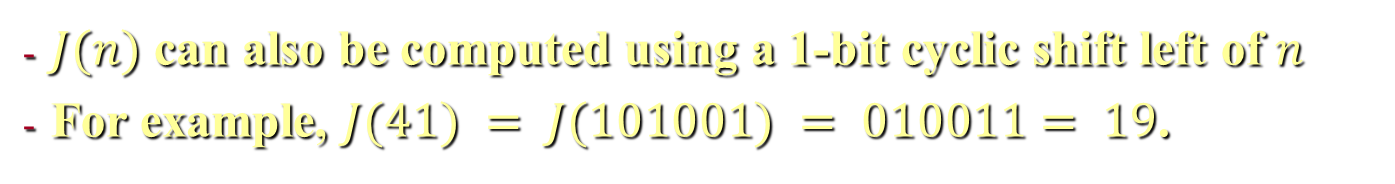 - J(n) can also be computed using a 1-bit cyclic shift left of n
- For example, J(41) = J(101001) = 010011 = 19.